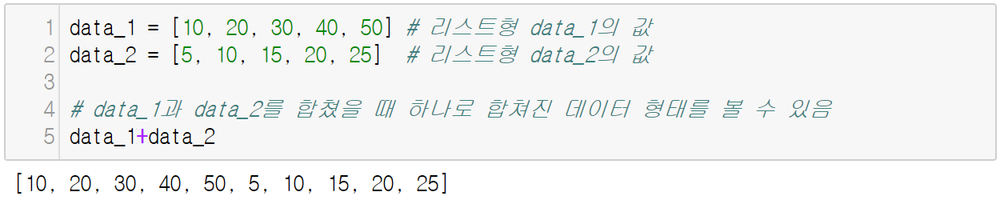 1 data_1 = [10, 20, 30, 40, 50] # 리스트형 data_1의 값
2 data_2 = [5, 10, 15, 20, 25]  # 리스트형 data_2의 값
3
4 # data_1과 data_2를 합쳤을 때 하나로 합쳐진 데이터 형태를 볼 수 있음
5 data_1+data_2
[10, 20, 30, 40, 50, 5, 10, 15, 20, 25]